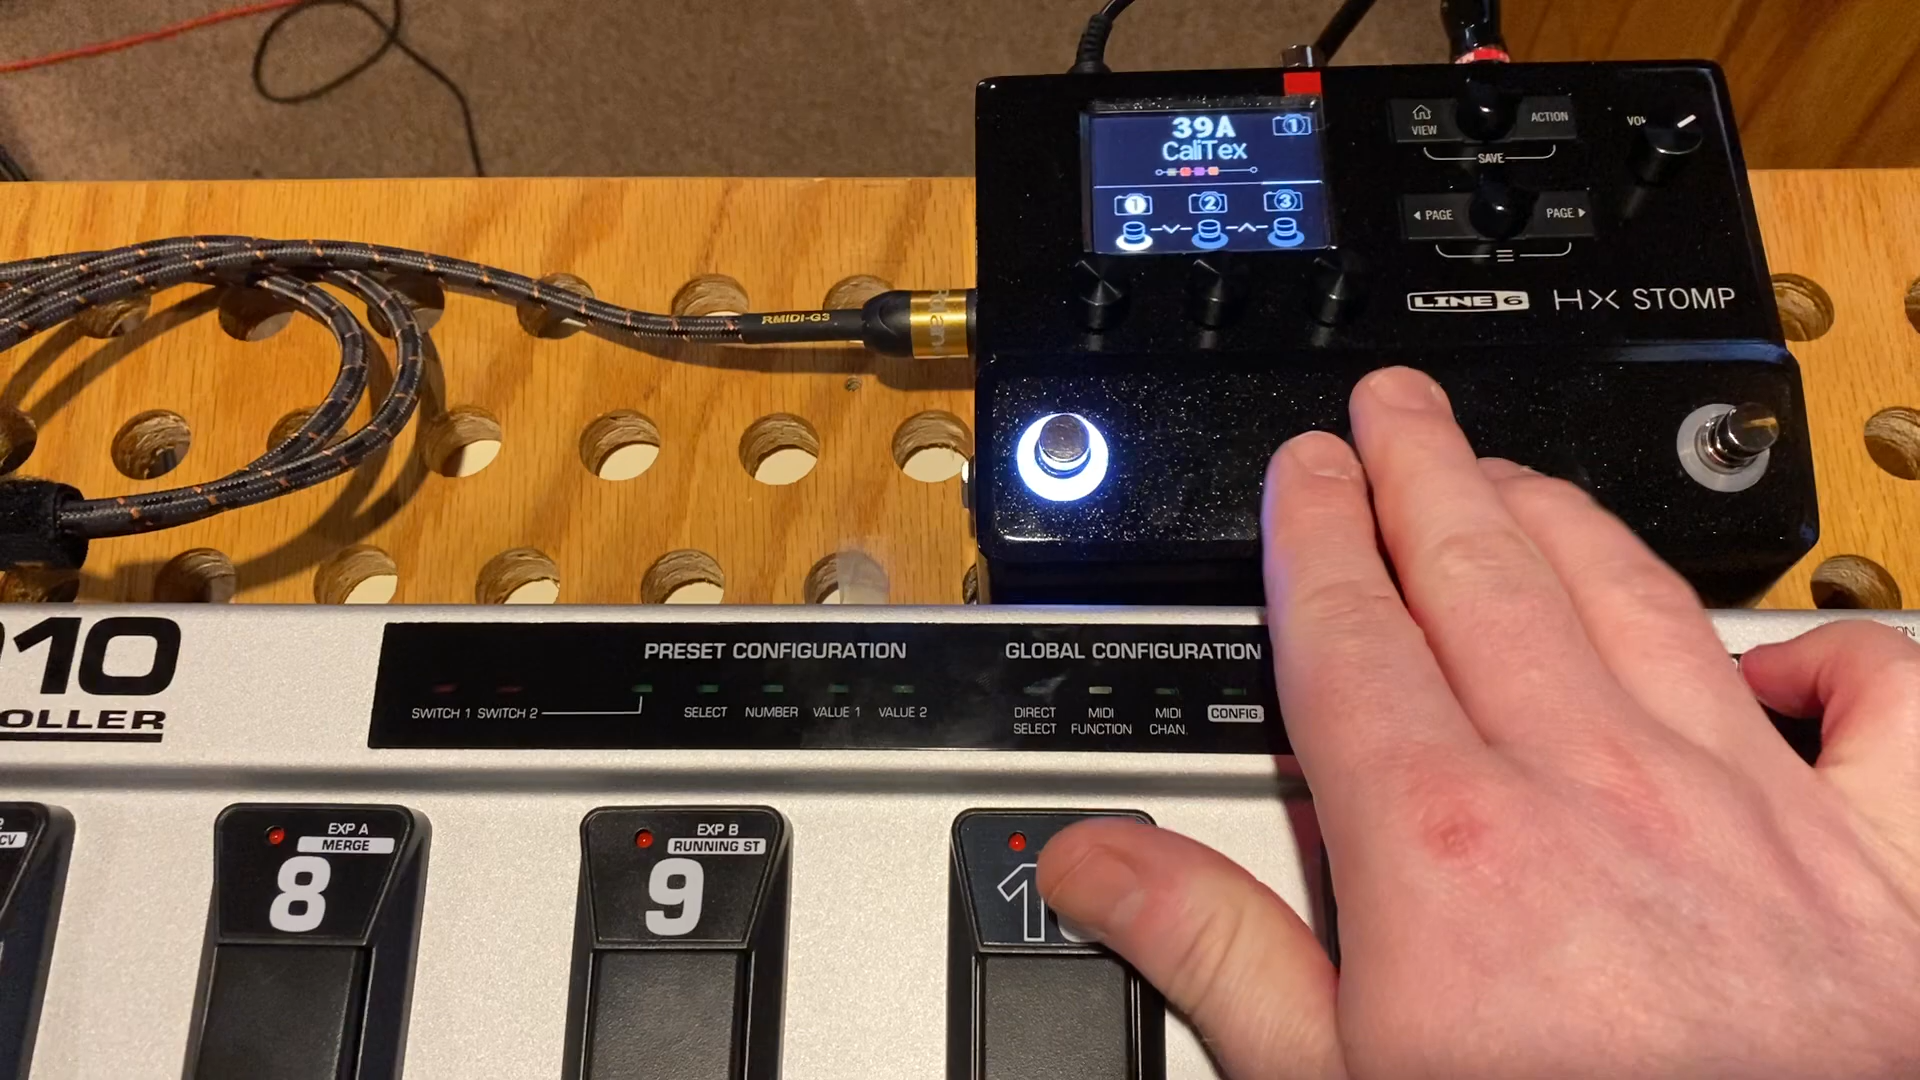 39A
1
CaliTex
1 2 3
VIEW
ACTION
SAVE
PAGE
PAGE
LINE 6 HX STOMP
RMIDI-G3
10
OLLER
PRESET CONFIGURATION
GLOBAL CONFIGURATION
SWITCH 1 SWITCH 2
SELECT NUMBER VALUE 1 VALUE 2
DIRECT SELECT
MIDI FUNCTION
MIDI CHAN.
CONFIG.
CV
EXP A
MERGE
8
EXP B
RUNNING ST
9